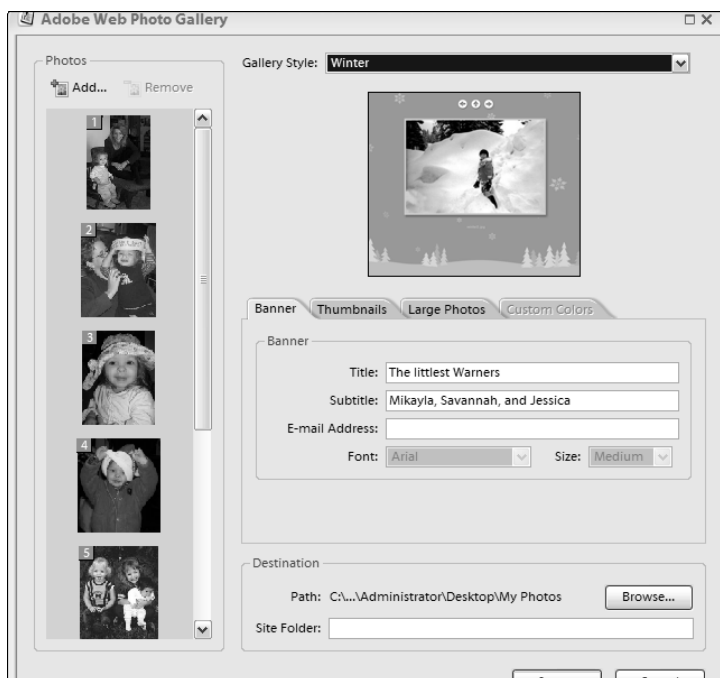 Adobe Web Photo Gallery
Photos
Add... Remove
1
2
3
4
5
Gallery Style: Winter
Banner Thumbnails Large Photos Custom Colors
Banner
Title: The littlest Warners
Subtitle: Mikayla, Savannah, and Jessica
E-mail Address:
Font: Arial Size: Medium
Destination
Path: C:\...\Administrator\Desktop\My Photos Browse...
Site Folder: